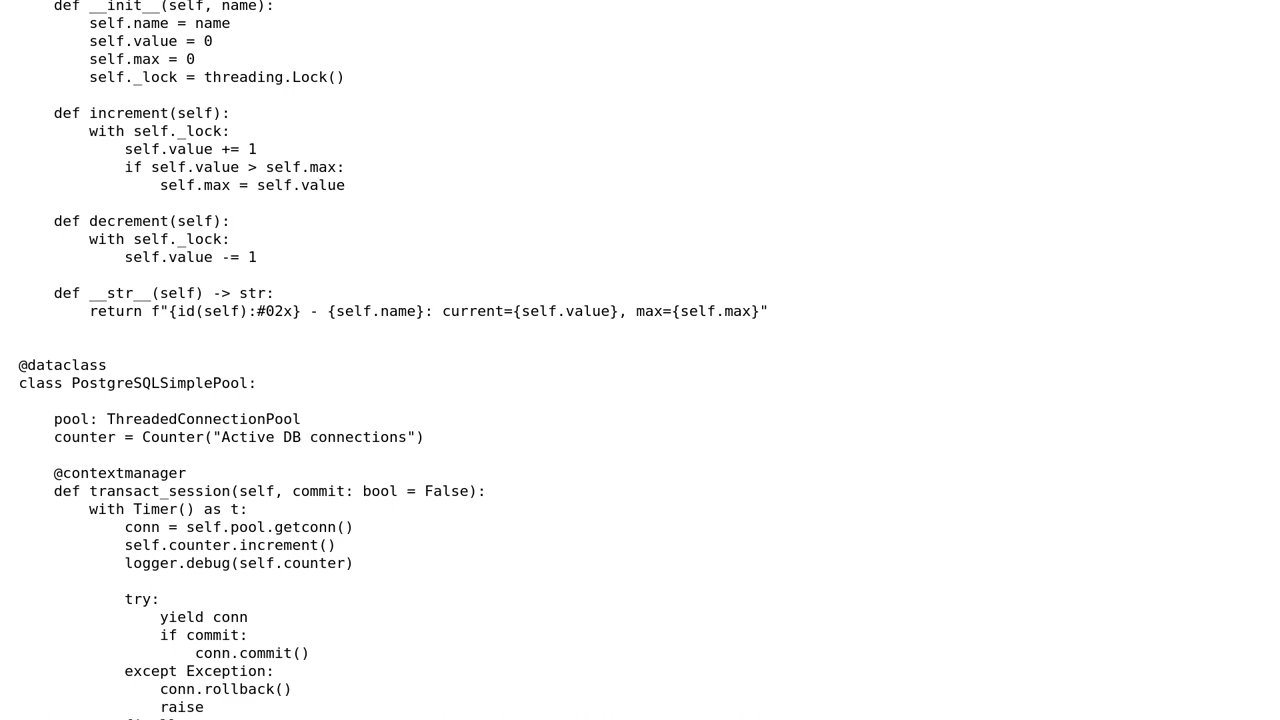 def __init__(self, name):
        self.name = name
        self.value = 0
        self.max = 0
        self._lock = threading.Lock()

    def increment(self):
        with self._lock:
            self.value += 1
            if self.value > self.max:
                self.max = self.value

    def decrement(self):
        with self._lock:
            self.value -= 1

    def __str__(self) -> str:
        return f"{id(self):#02x} - {self.name}: current={self.value}, max={self.max}"


@dataclass
class PostgreSQLSimplePool:

    pool: ThreadedConnectionPool
    counter = Counter("Active DB connections")

    @contextmanager
    def transact_session(self, commit: bool = False):
        with Timer() as t:
            conn = self.pool.getconn()
            self.counter.increment()
            logger.debug(self.counter)

            try:
                yield conn
                if commit:
                    conn.commit()
            except Exception:
                conn.rollback()
                raise